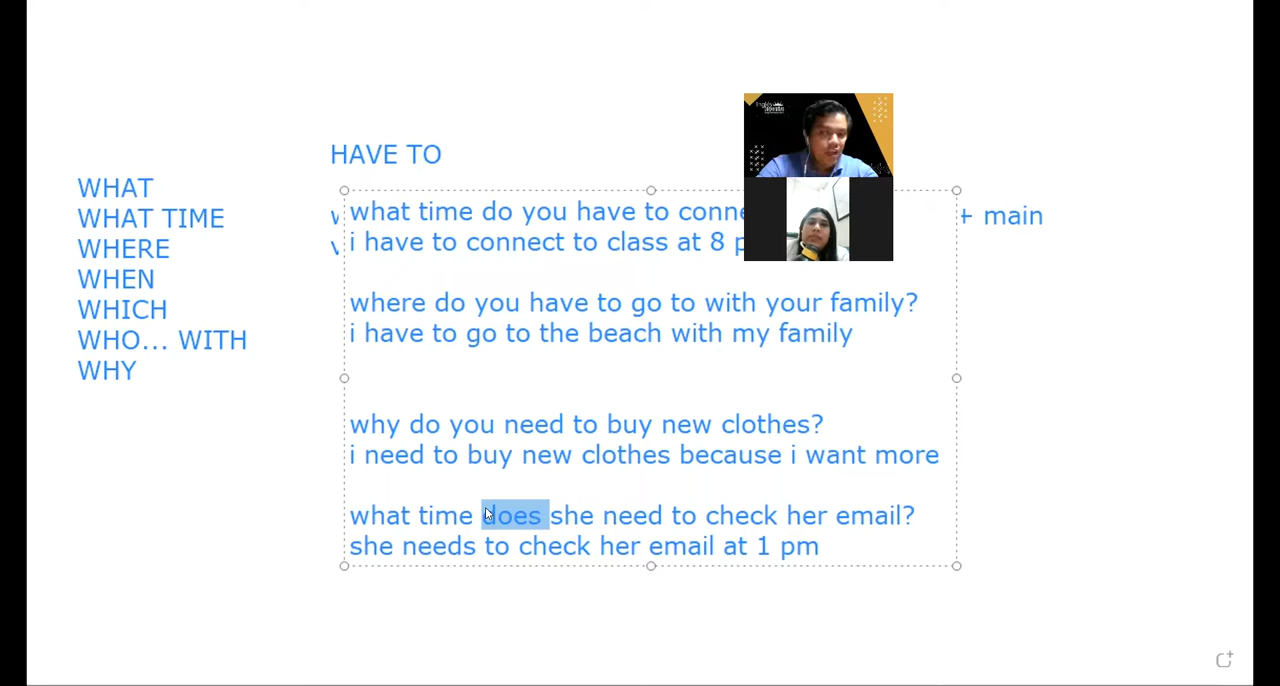 HAVE TO
WHAT
WHAT TIME
WHERE
WHEN
WHICH
WHO... WITH
WHY
+ main
what time do you have to
i have to connect to class at 8
where do you have to go to with your family?
i have to go to the beach with my family
why do you need to buy new clothes?
i need to buy new clothes because i want more
what time does she need to check her email?
she needs to check her email at 1 pm
Inglés